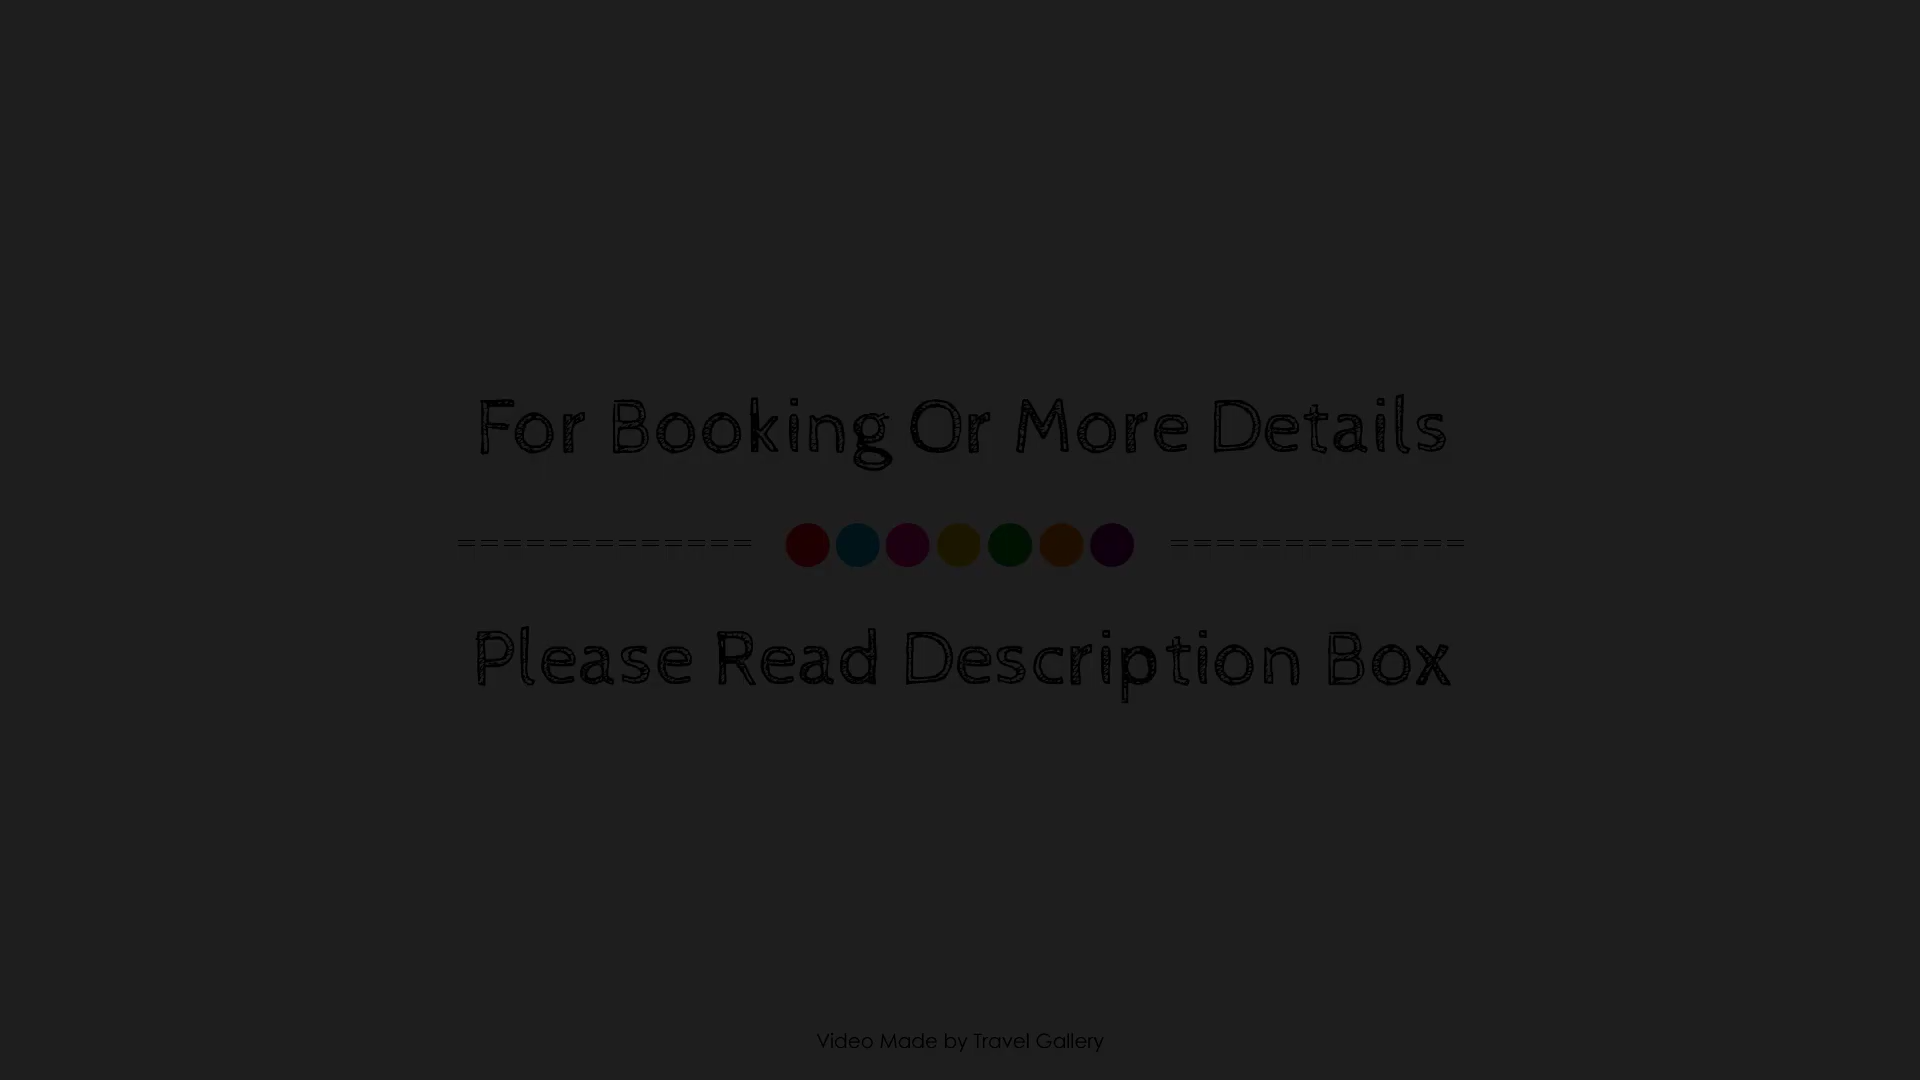 For Booking Or More Details
============= =============
Please Read Description Box
Video Made by Travel Gallery